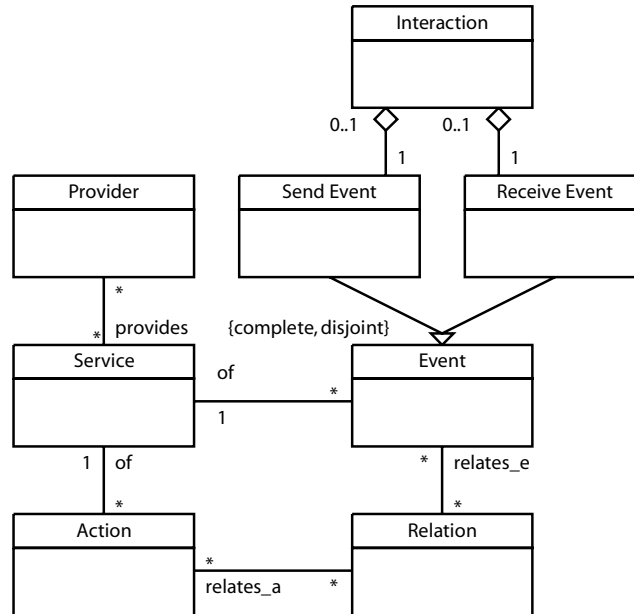 Interaction
0..1
0..1
1
1
Provider
Send Event
Receive Event
*
* provides
{complete, disjoint}
Service
Event
of
*
1
1 of
* relates_e
*
*
Action
Relation
*
relates_a
*